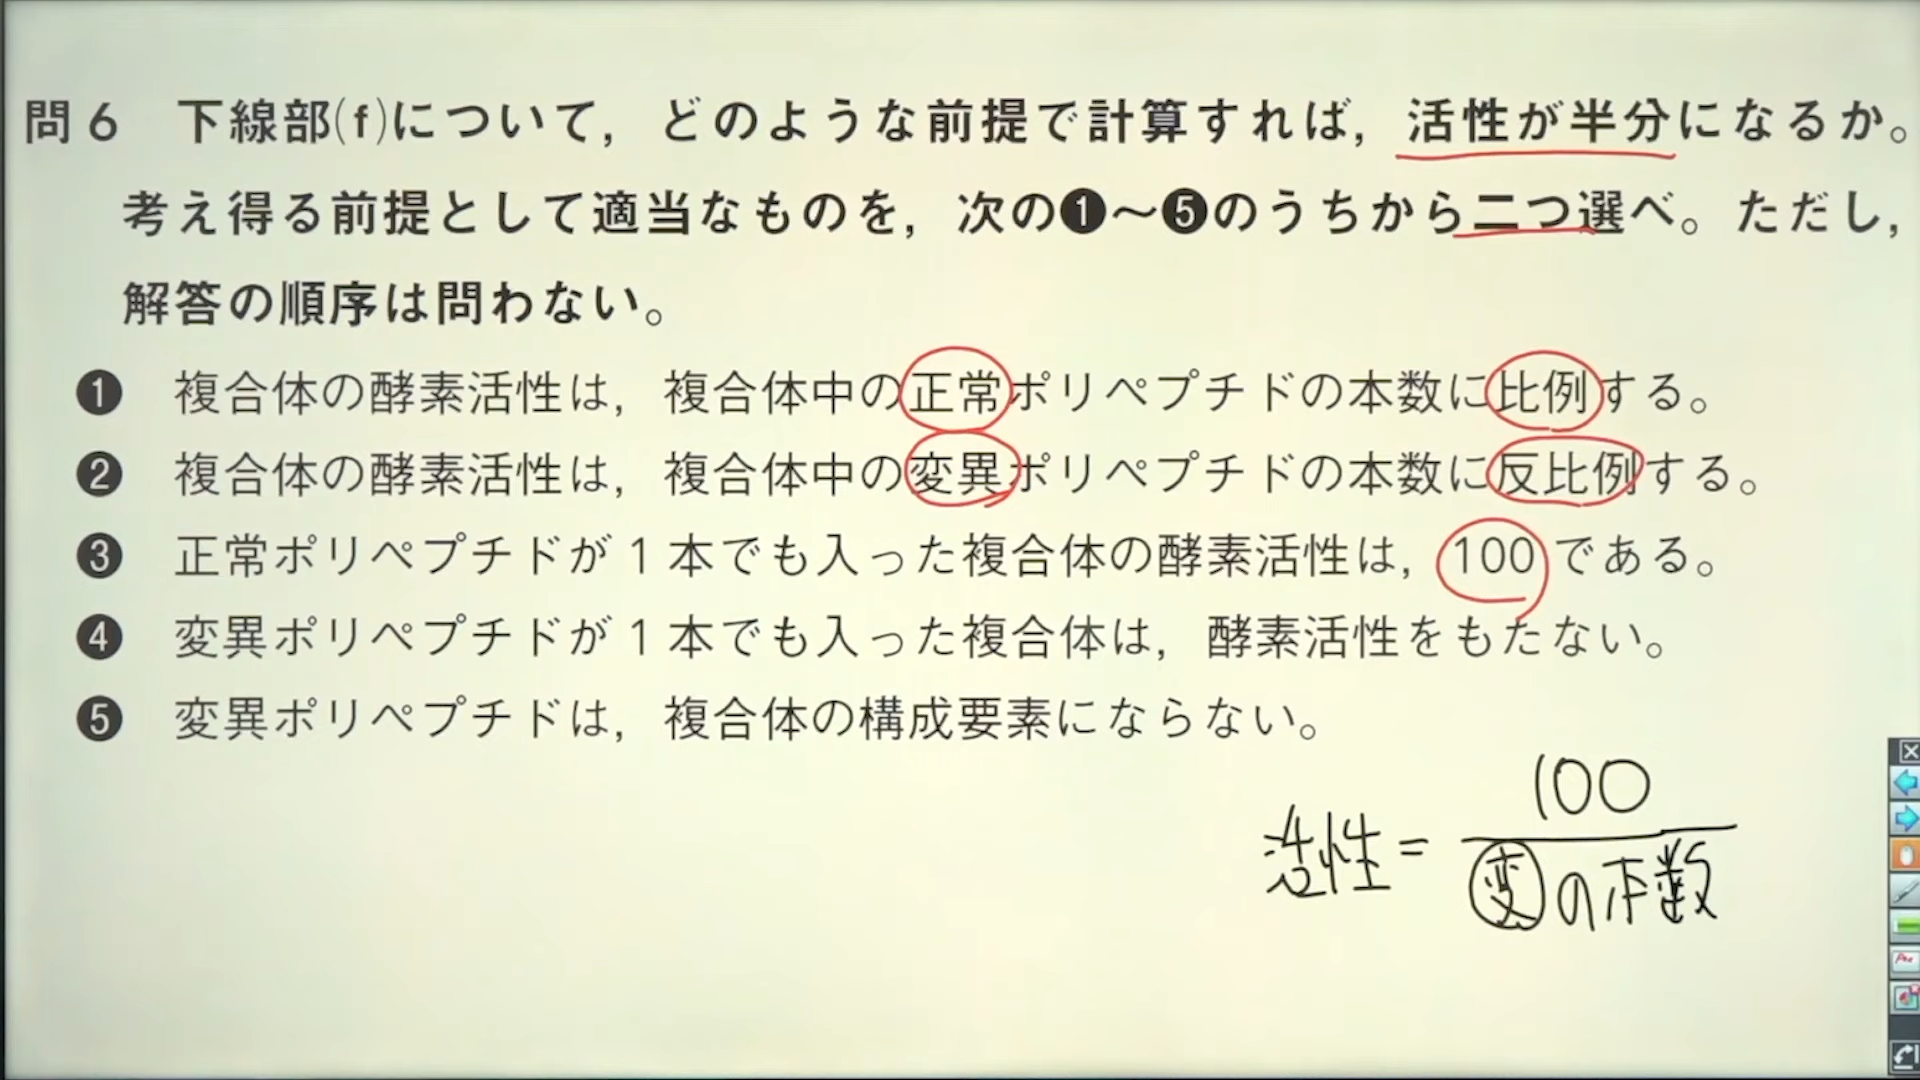 問6 下線部(f)について，どのような前提で計算すれば，活性が半分になるか。
考え得る前提として適当なものを，次の❶～❺のうちから二つ選べ。ただし，
解答の順序は問わない。
❶ 複合体の酵素活性は，複合体中の正常ポリペプチドの本数に比例する。
❷ 複合体の酵素活性は，複合体中の変異ポリペプチドの本数に反比例する。
❸ 正常ポリペプチドが1本でも入った複合体の酵素活性は，100である。
❹ 変異ポリペプチドが1本でも入った複合体は，酵素活性をもたない。
❺ 変異ポリペプチドは，複合体の構成要素にならない。
100
活性＝
変の本数